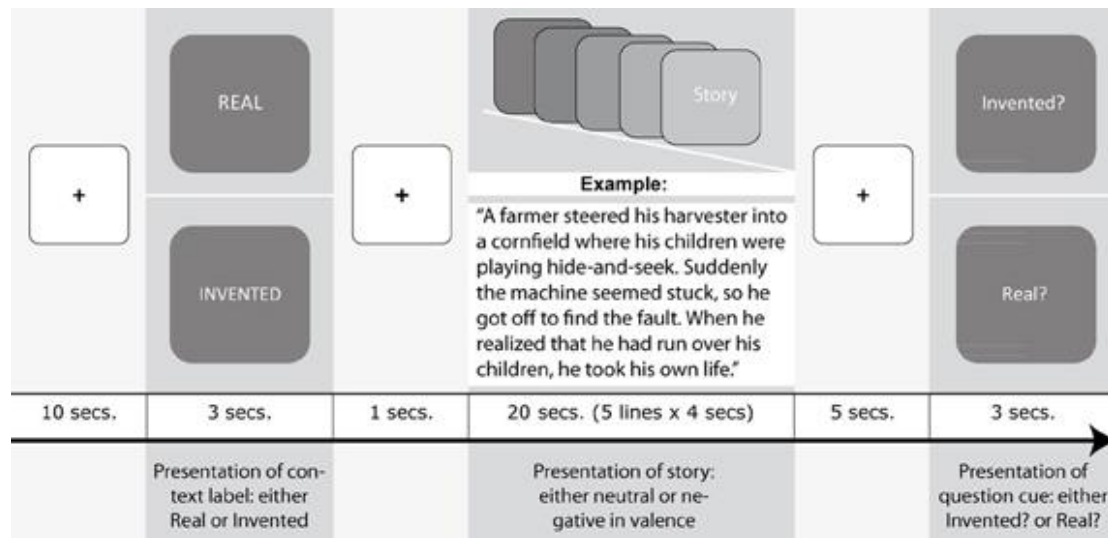 +
REAL
INVENTED
+
Story
Example:
“A farmer steered his harvester into
a cornfield where his children were
playing hide-and-seek. Suddenly
the machine seemed stuck, so he
got off to find the fault. When he
realized that he had run over his
children, he took his own life.”
+
Invented?
Real?
10 secs.
3 secs.
1 secs.
20 secs. (5 lines x 4 secs)
5 secs.
3 secs.
Presentation of con-
text label: either
Real or Invented
Presentation of story:
either neutral or ne-
gative in valence
Presentation of
question cue: either
Invented? or Real?